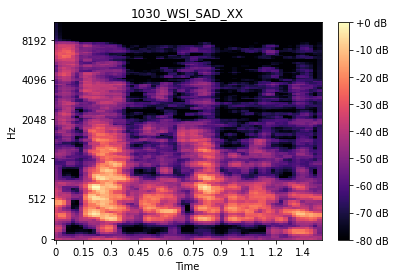 1030_WSI_SAD_XX
+0 dB
8192
-10 dB
4096
-20 dB
-30 dB
2048
Hz
-40 dB
1024
-50 dB
512
-60 dB
-70 dB
0
-80 dB
0 0.15 0.3 0.45 0.6 0.75 0.9 1.1 1.2 1.4
Time